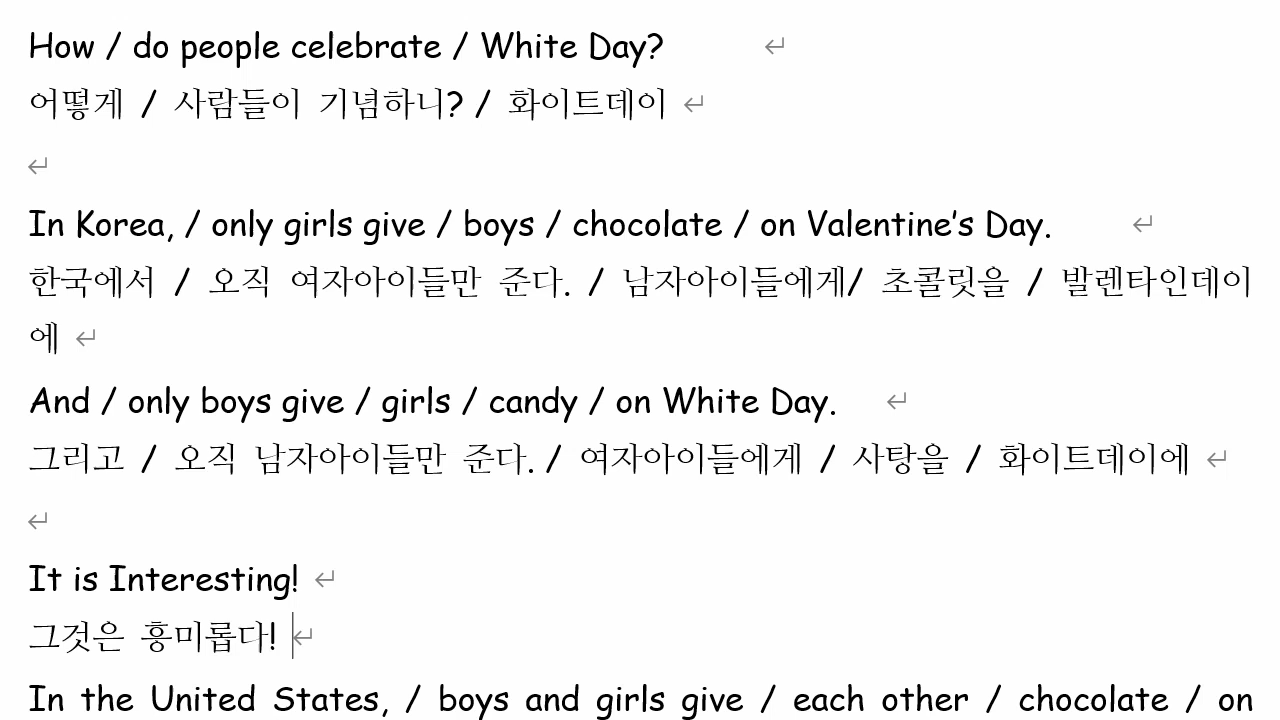 How / do people celebrate / White Day?
어떻게 / 사람들이 기념하니? / 화이트데이
In Korea, / only girls give / boys / chocolate / on Valentine’s Day.
한국에서 / 오직 여자아이들만 준다. / 남자아이들에게/ 초콜릿을 / 발렌타인데이
에
And / only boys give / girls / candy / on White Day.
그리고 / 오직 남자아이들만 준다. / 여자아이들에게 / 사탕을 / 화이트데이에
It is Interesting!
그것은 흥미롭다!
In the United States, / boys and girls give / each other / chocolate / on